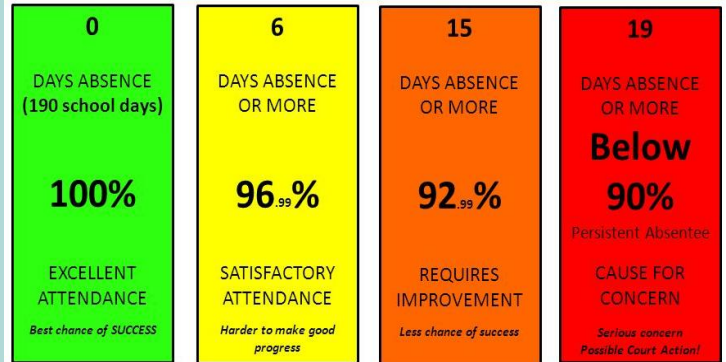 0
DAYS ABSENCE
(190 school days)
100%
EXCELLENT
ATTENDANCE
Best chance of SUCCESS
6
DAYS ABSENCE
OR MORE
96.99%
SATISFACTORY
ATTENDANCE
Harder to make good
progress
15
DAYS ABSENCE
OR MORE
92.99%
REQUIRES
IMPROVEMENT
Less chance of success
19
DAYS ABSENCE
OR MORE
Below
90%
Persistent Absentee
CAUSE FOR
CONCERN
Serious concern
Possible Court Action!